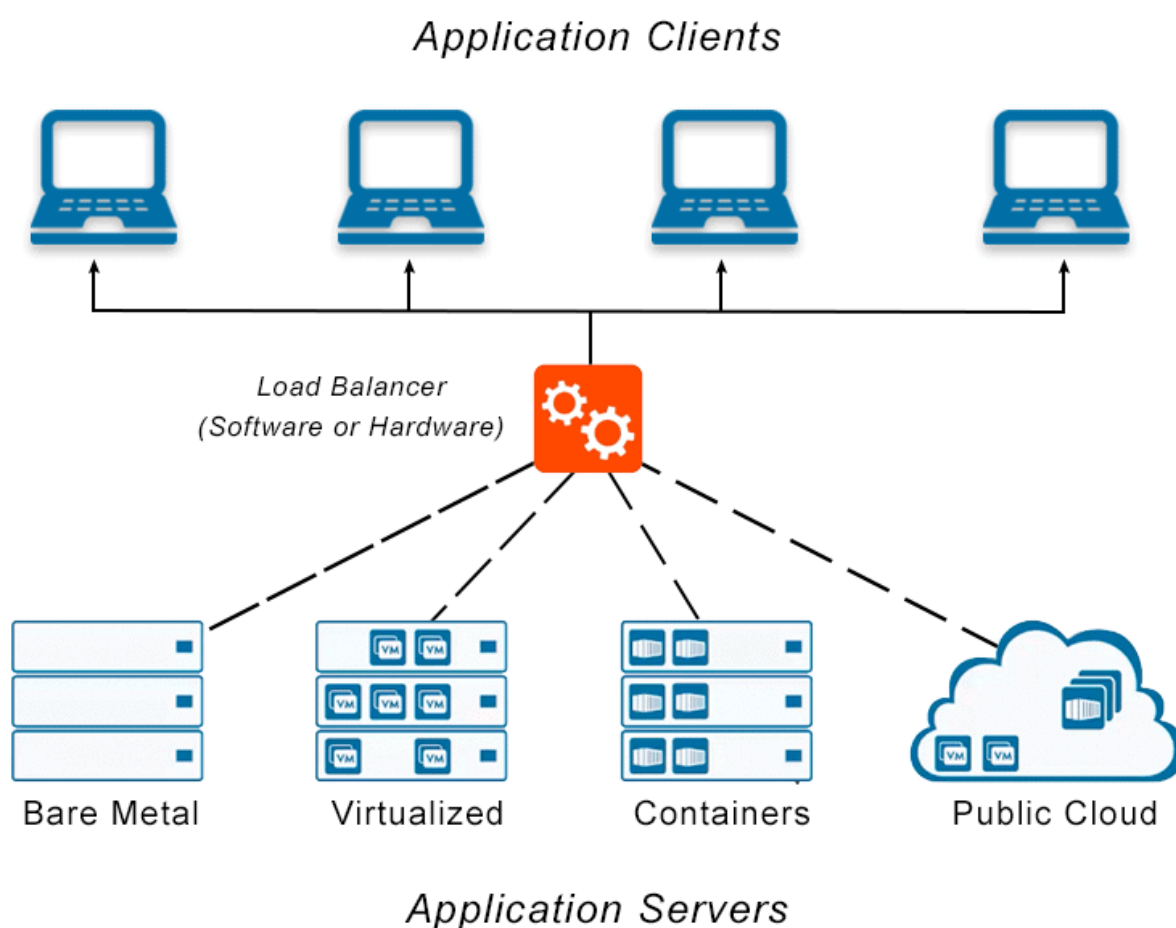 Application Clients
Load Balancer
(Software or Hardware)
VM VM
VM VM VM
VM VM
VM VM
Bare Metal Virtualized Containers Public Cloud
Application Servers